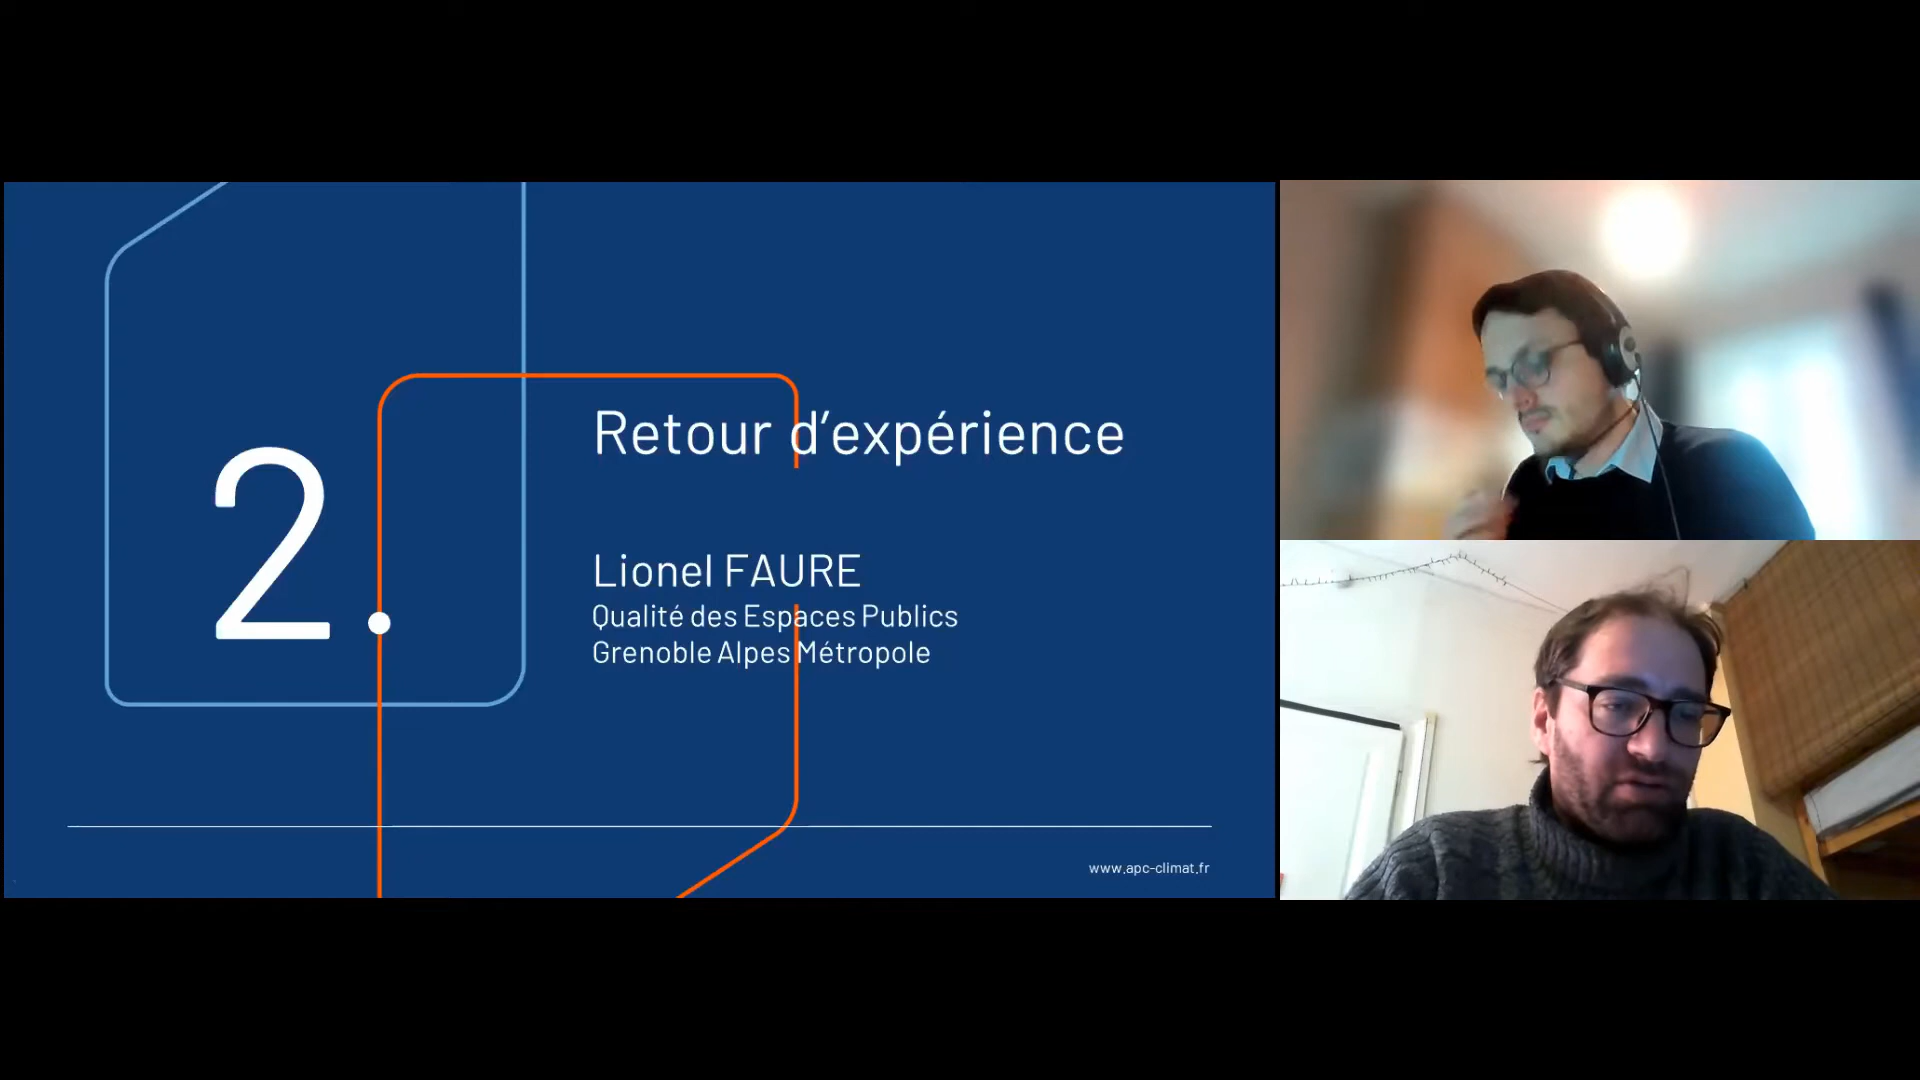 2.
Retour d’expérience
Lionel FAURE
Qualité des Espaces Publics
Grenoble Alpes Métropole
www.apc-climat.fr